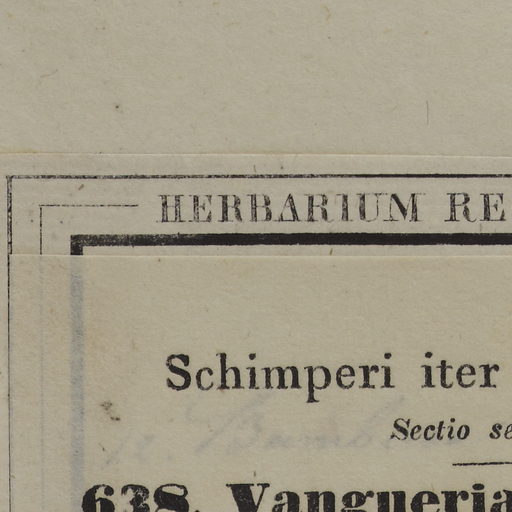 HERBARIUM RE
Schimperi iter
Sectio se
638. Vangueria